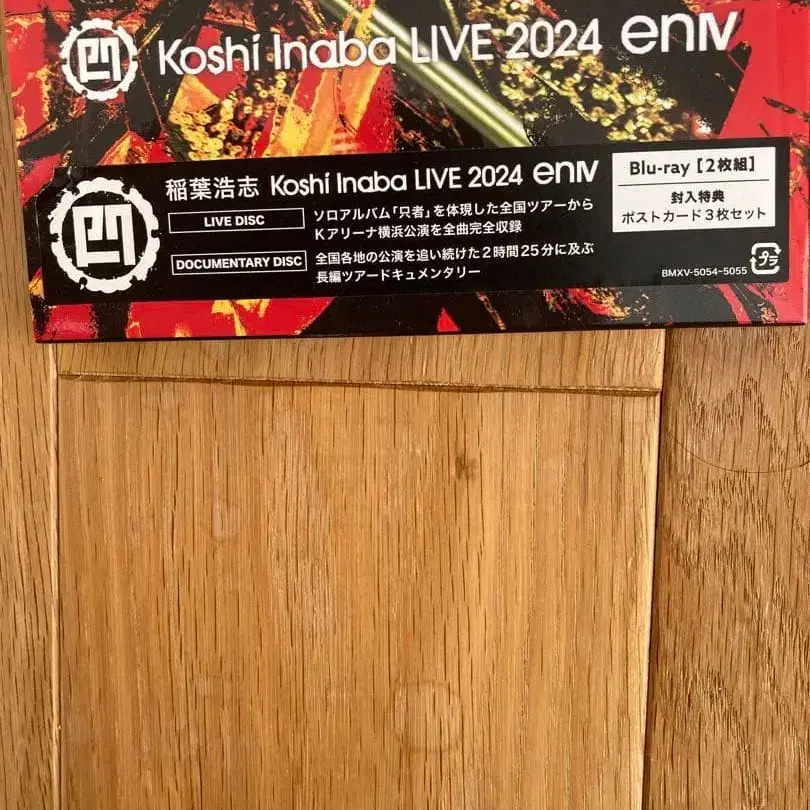 Koshi Inaba LIVE 2024 enIV
稲葉浩志 Koshi Inaba LIVE 2024 enIV
LIVE DISC
ソロアルバム「只者」を体現した全国ツアーから
Kアリーナ横浜公演を全曲完全収録
DOCUMENTARY DISC
全国各地の公演を追い続けた2時間25分に及ぶ
長編ツアードキュメンタリー
Blu-ray [2枚組]
封入特典
ポストカード3枚セット
BMXV-5054~5055
プラ